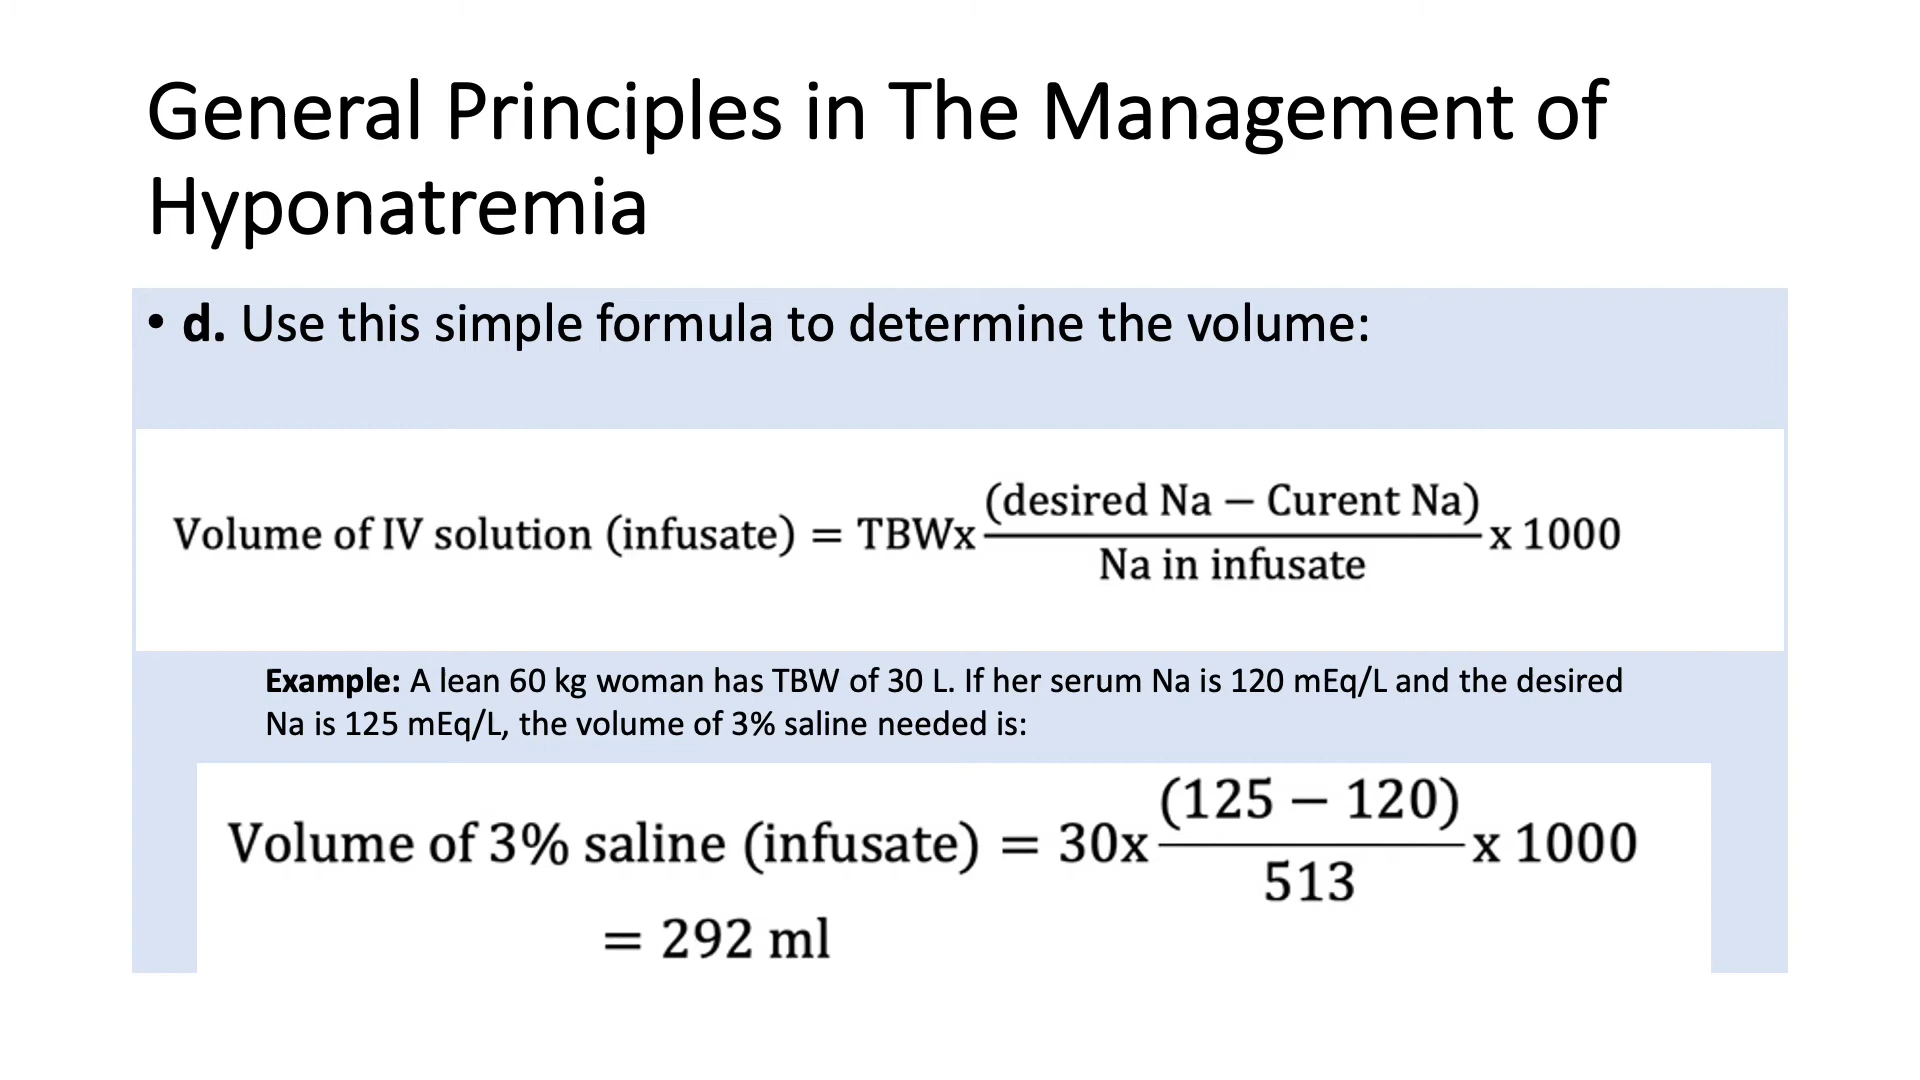 General Principles in The Management of
Hyponatremia
• d. Use this simple formula to determine the volume:
Volume of IV solution (infusate) = TBWx (desired Na − Curent Na) / Na in infusate x 1000
Example: A lean 60 kg woman has TBW of 30 L. If her serum Na is 120 mEq/L and the desired
Na is 125 mEq/L, the volume of 3% saline needed is:
Volume of 3% saline (infusate) = 30x (125 − 120) / 513 x 1000
= 292 ml